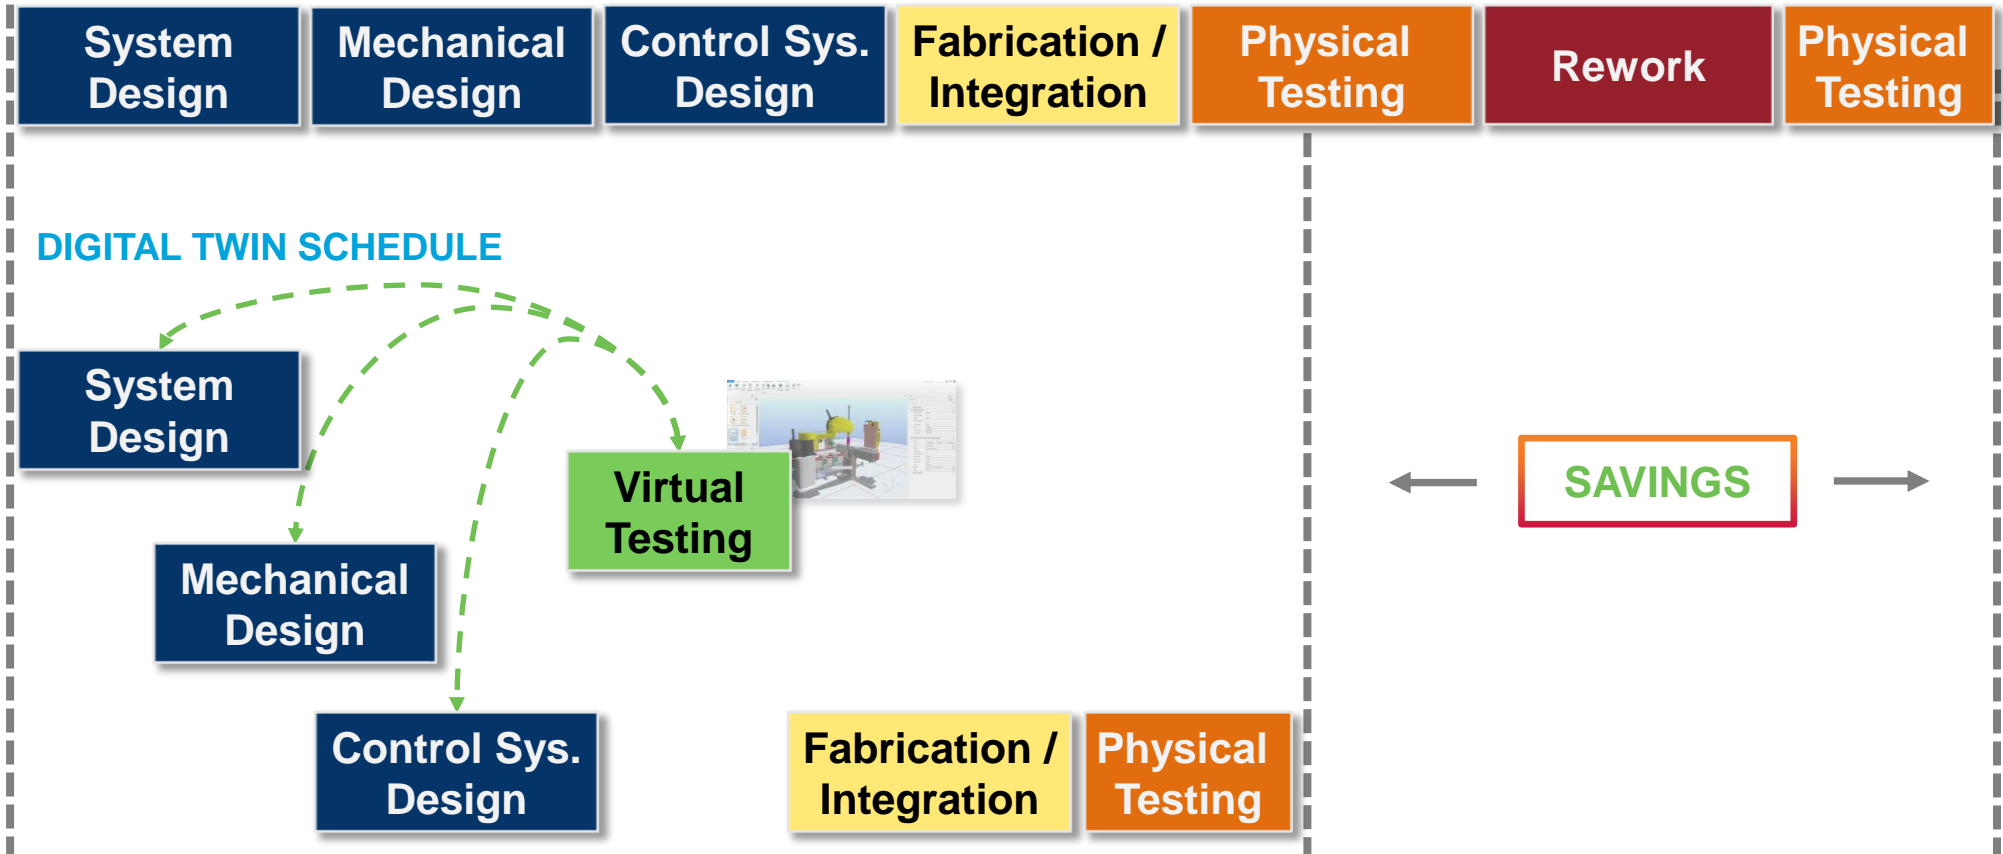 System
Design
Mechanical
Design
Control Sys.
Design
Fabrication /
Integration
Physical
Testing
Rework
Physical
Testing
DIGITAL TWIN SCHEDULE
System
Design
Virtual
Testing
SAVINGS
Mechanical
Design
Control Sys.
Design
Fabrication /
Integration
Physical
Testing